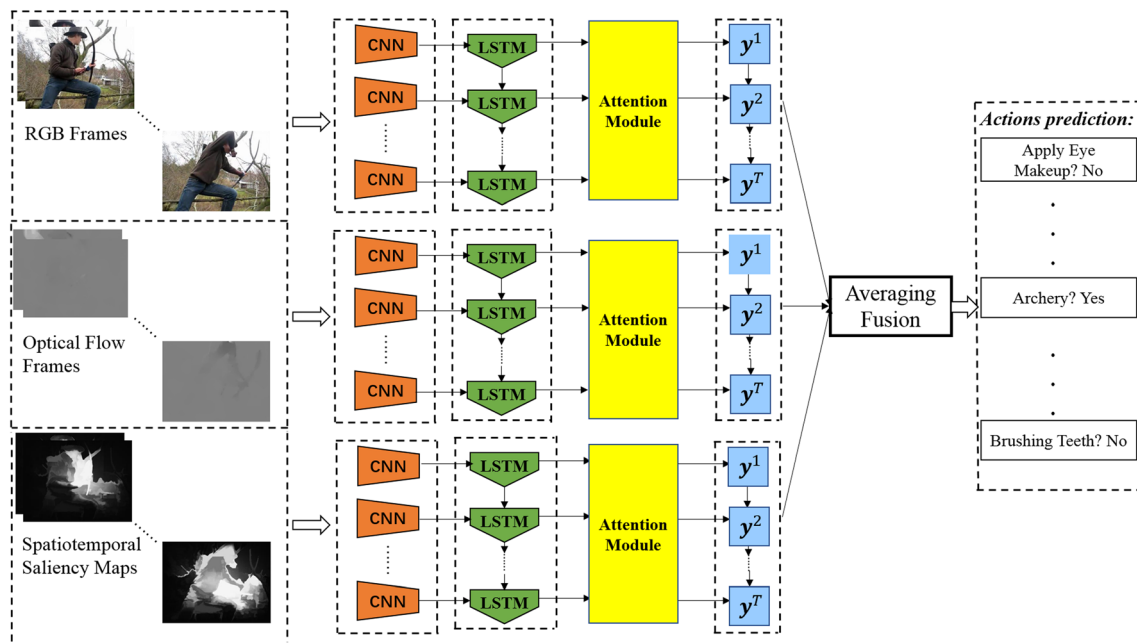 RGB Frames
CNN
LSTM
CNN
LSTM
CNN
LSTM
Attention
Module
y¹
y²
yᵀ
Optical Flow
Frames
CNN
LSTM
CNN
LSTM
CNN
LSTM
Attention
Module
y¹
y²
yᵀ
Spatiotemporal
Saliency Maps
CNN
LSTM
CNN
LSTM
CNN
LSTM
Attention
Module
y¹
y²
yᵀ
Averaging
Fusion
Actions prediction:
Apply Eye
Makeup? No
Archery? Yes
Brushing Teeth? No